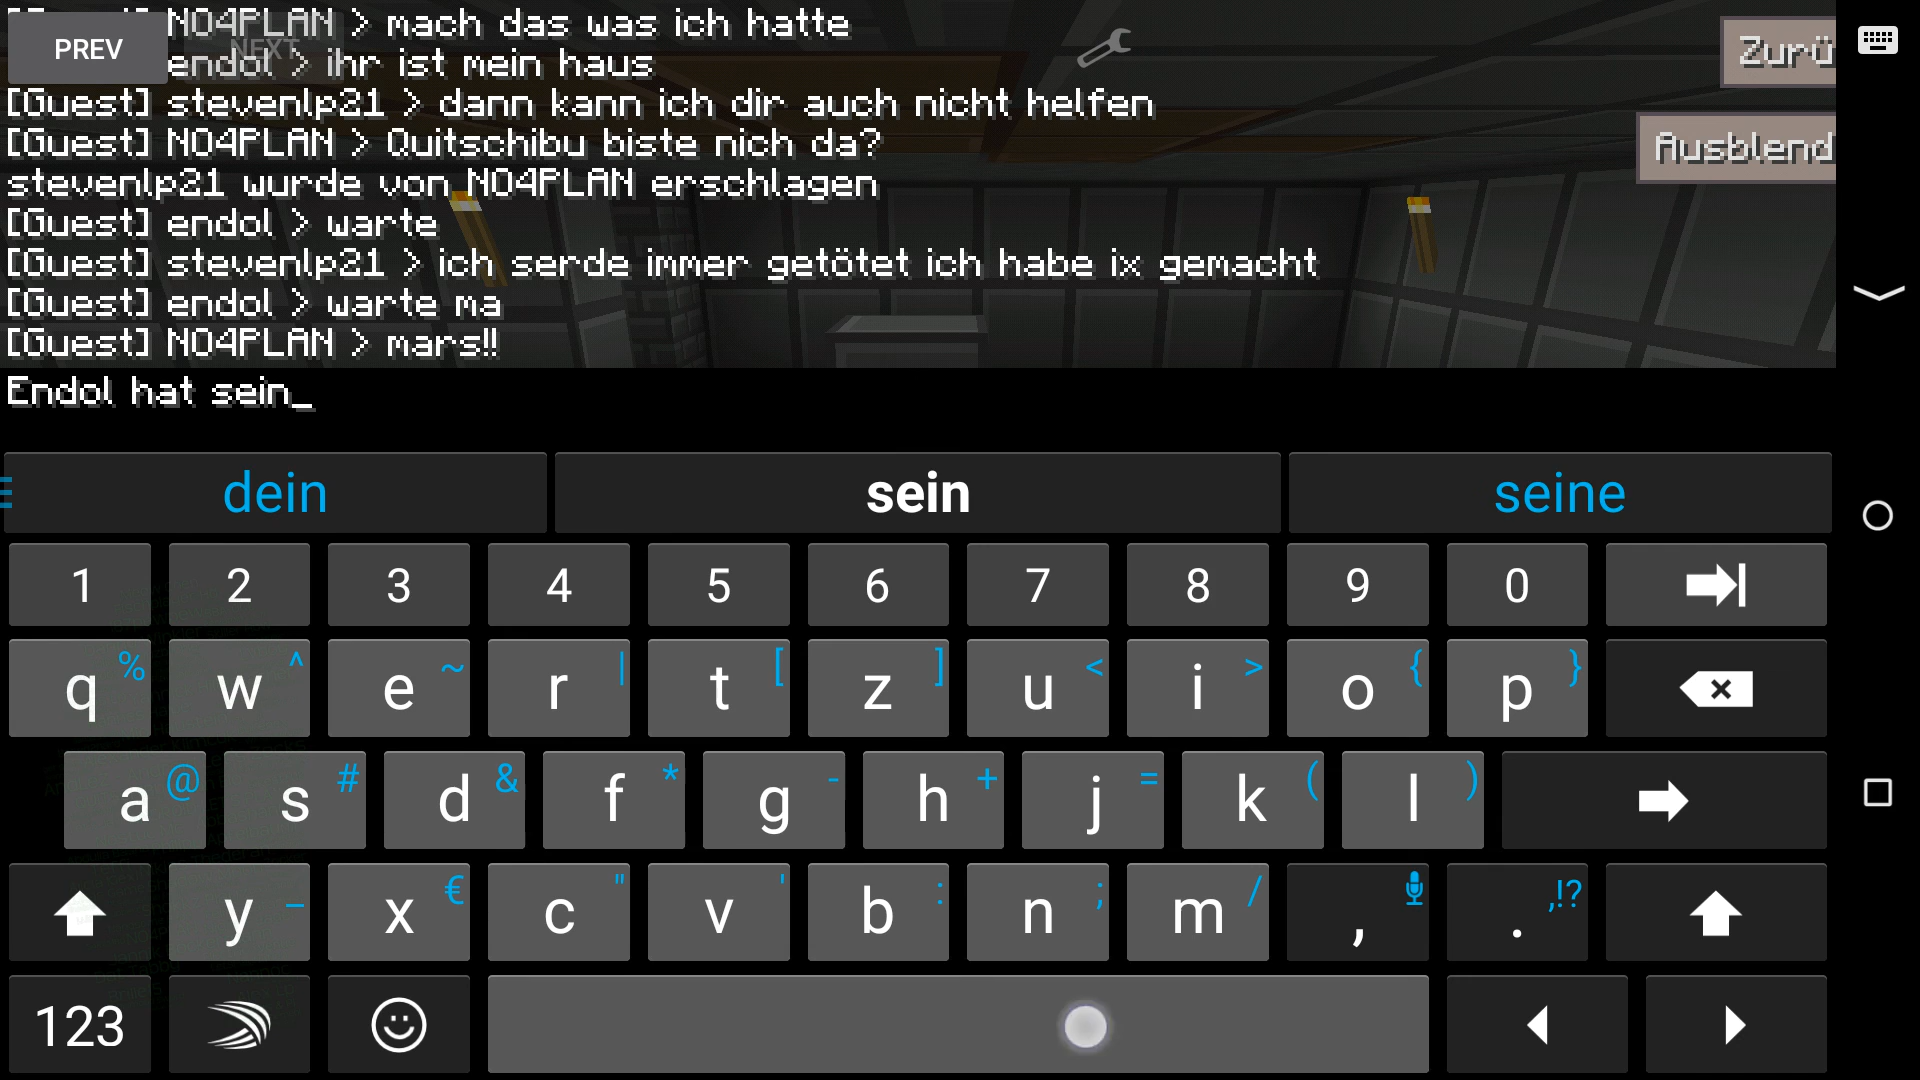 NO4PLAN > mach das was ich hatte
PREV
NEXT
endol > ihr ist mein haus
Zurü
[Guest] stevenlp21 > dann kann ich dir auch nicht helfen
[Guest] NO4PLAN > Quitschibu biste nich da?
Ausblend
stevenlp21 wurde von NO4PLAN erschlagen
[Guest] endol > warte
[Guest] stevenlp21 > ich serde immer getötet ich habe ix gemacht
[Guest] endol > warte ma
[Guest] NO4PLAN > mars!!
Endol hat sein_
dein sein seine
1 2 3 4 5 6 7 8 9 0
q % w ^ e ~ r | t [ z ] u < i > o { p }
a @ s # d & f * g - h + j = k ( l )
y _ x € c " v ' b : n ; m / , . ,!?
123